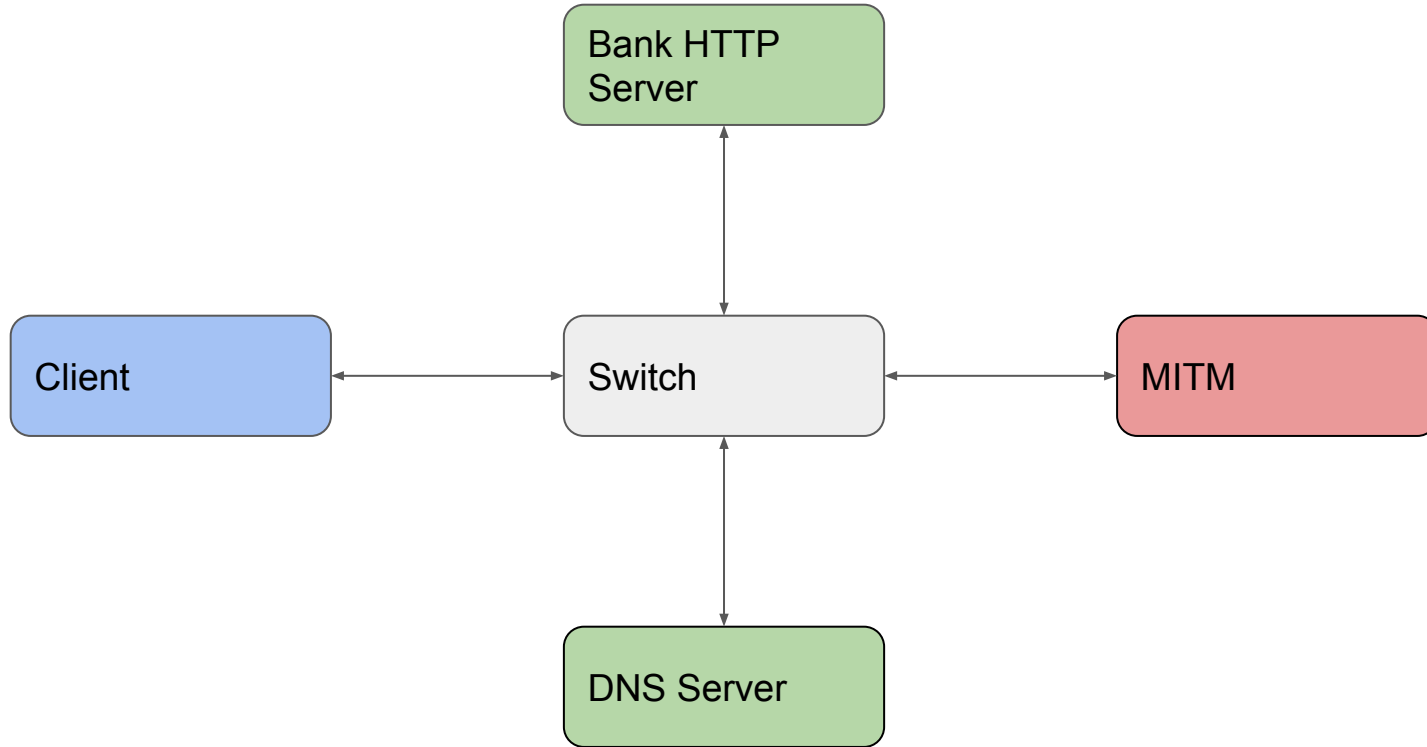 Bank HTTP
Server
Client
Switch
MITM
DNS Server